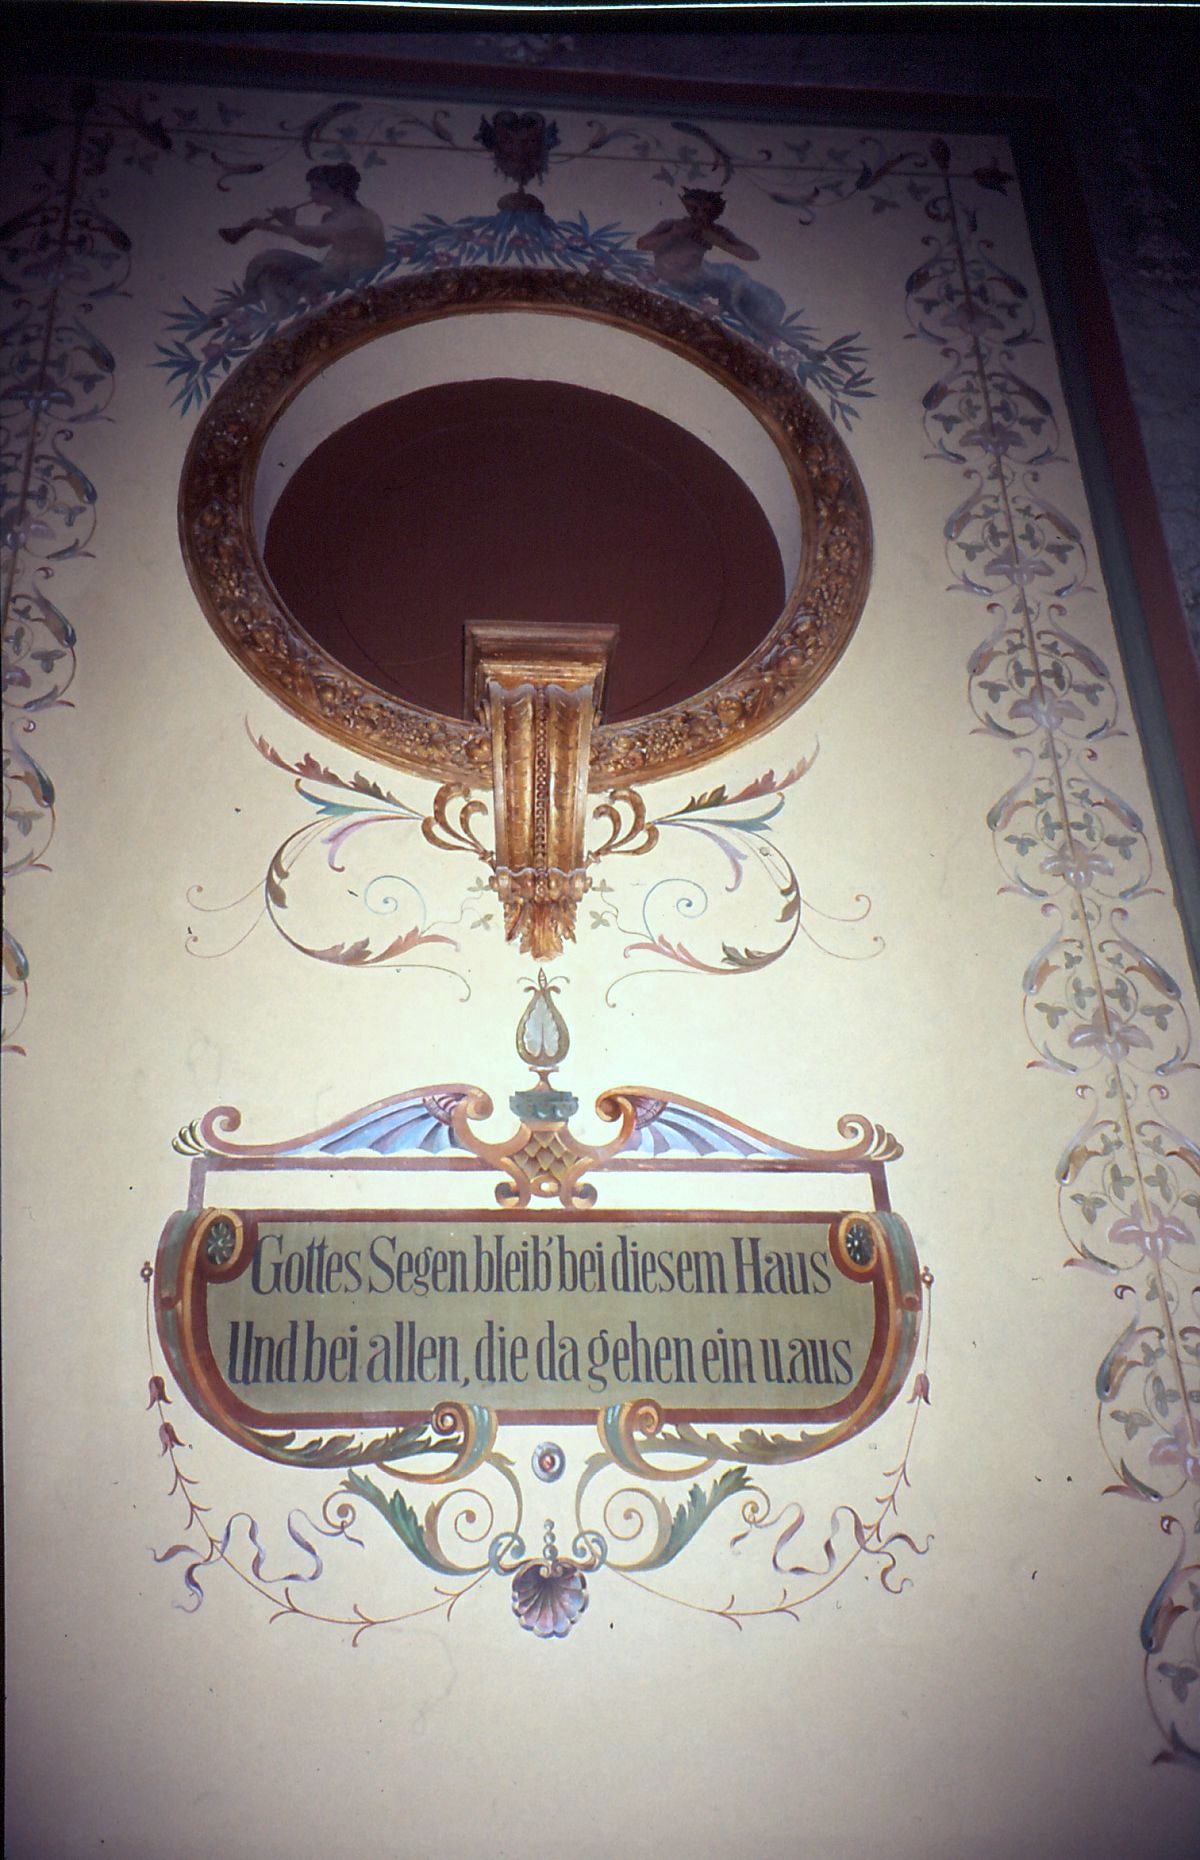 Gottes Segen bleib' bei diesem Haus
Und bei allen, die da gehen ein u. aus